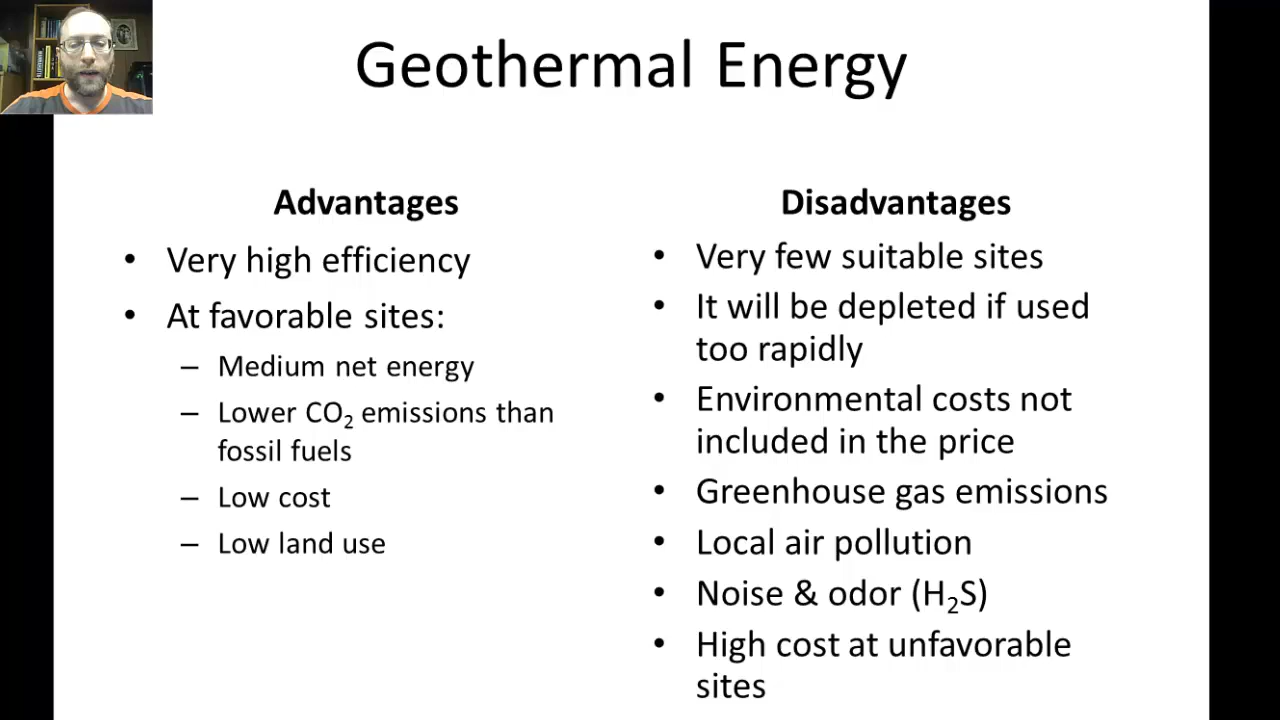 Geothermal Energy
Advantages
• Very high efficiency
• At favorable sites:
– Medium net energy
– Lower CO₂ emissions than
fossil fuels
– Low cost
– Low land use
Disadvantages
• Very few suitable sites
• It will be depleted if used
too rapidly
• Environmental costs not
included in the price
• Greenhouse gas emissions
• Local air pollution
• Noise & odor (H₂S)
• High cost at unfavorable
sites